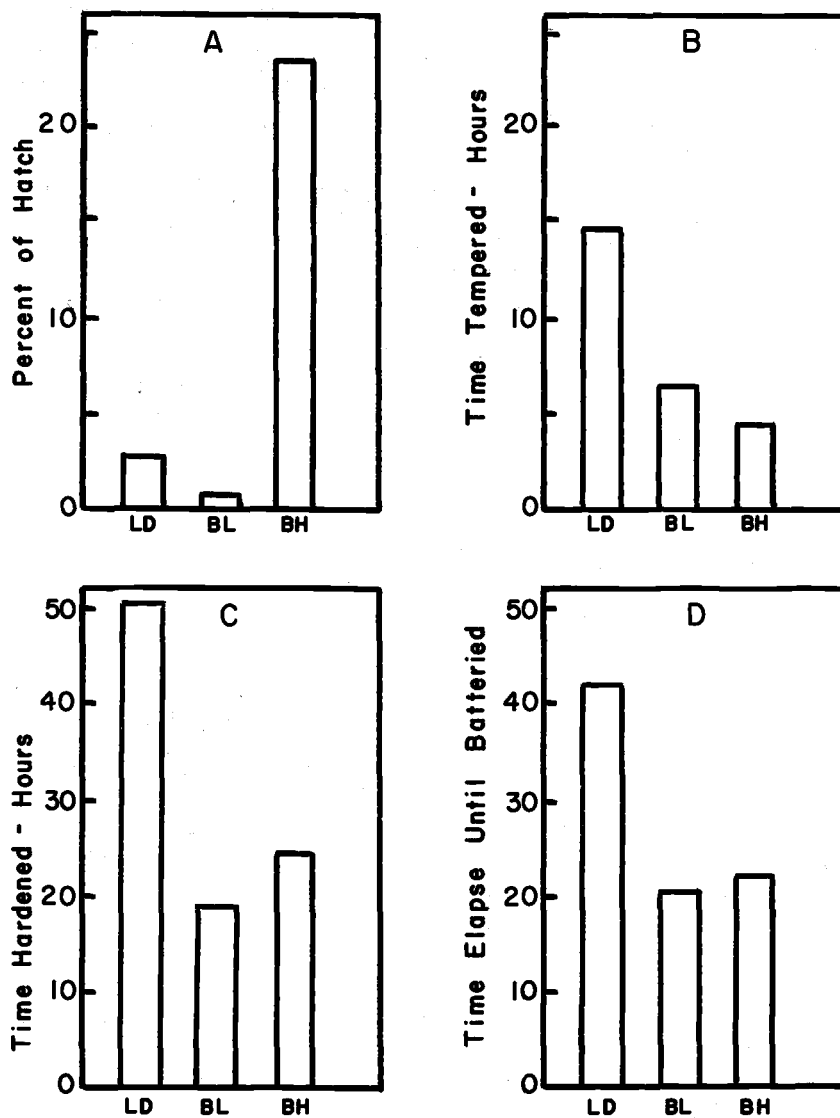 A
Percent of Hatch
20
10
0
LD BL BH
B
Time Tempered - Hours
20
10
0
LD BL BH
C
Time Hardened - Hours
50
40
30
20
10
0
LD BL BH
D
Time Elapse Until Batteried
50
40
30
20
10
0
LD BL BH